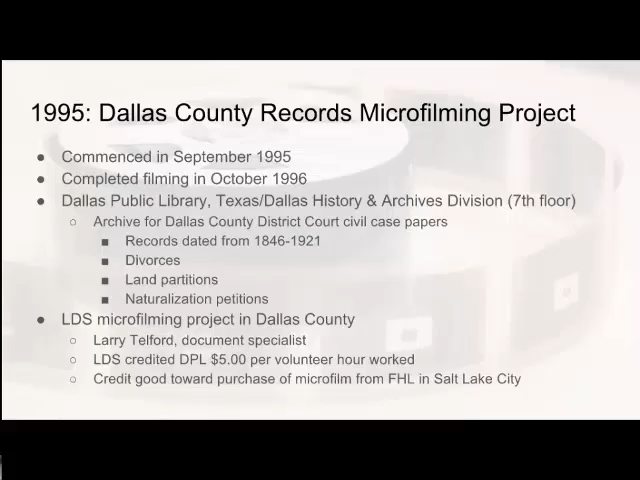 1995: Dallas County Records Microfilming Project
● Commenced in September 1995
● Completed filming in October 1996
● Dallas Public Library, Texas/Dallas History & Archives Division (7th floor)
○ Archive for Dallas County District Court civil case papers
■ Records dated from 1846-1921
■ Divorces
■ Land partitions
■ Naturalization petitions
● LDS microfilming project in Dallas County
○ Larry Telford, document specialist
○ LDS credited DPL $5.00 per volunteer hour worked
○ Credit good toward purchase of microfilm from FHL in Salt Lake City